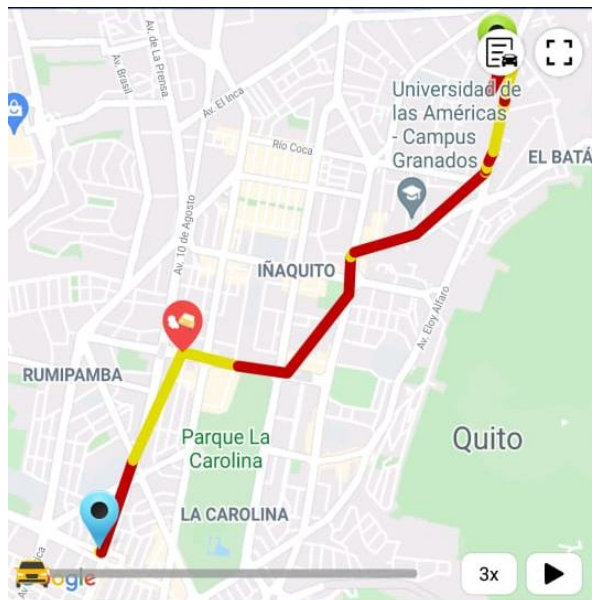 Av. de La Prensa
Av. Brasil
Av. El Inca
Universidad de
las Américas
- Campus
Granados
EL BATÁ
Río Coca
Av. 10 de Agosto
IÑAQUITO
Av. Eloy Alfaro
RUMIPAMBA
Parque La
Carolina
Quito
LA CAROLINA
3x